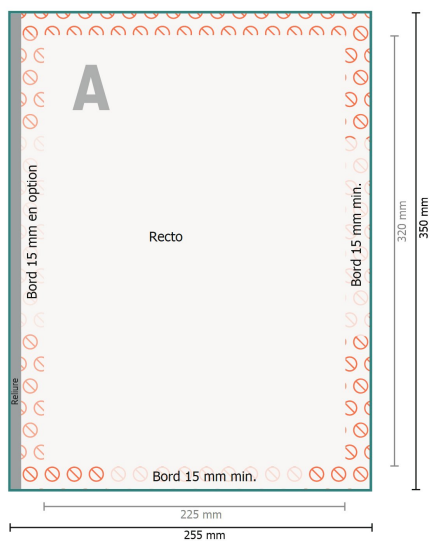 A
Bord 15 mm en option
Recto
Bord 15 mm min.
320 mm
350 mm
Reliure
Bord 15 mm min.
225 mm
255 mm